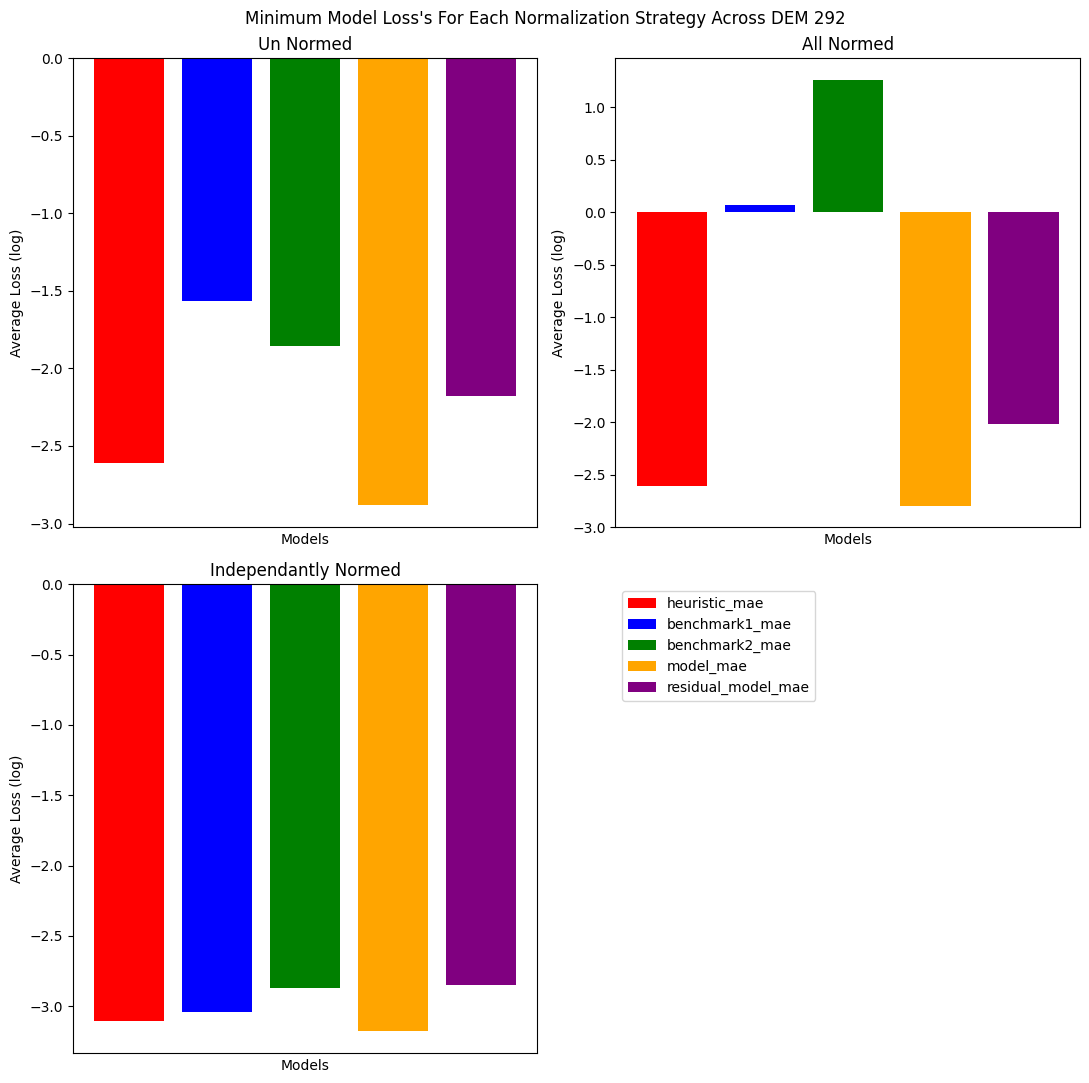 Minimum Model Loss's For Each Normalization Strategy Across DEM 292
Un Normed
0.0
−0.5
−1.0
−1.5
−2.0
−2.5
−3.0
Average Loss (log)
Models
All Normed
1.0
0.5
0.0
−0.5
−1.0
−1.5
−2.0
−2.5
−3.0
Average Loss (log)
Models
Independantly Normed
0.0
−0.5
−1.0
−1.5
−2.0
−2.5
−3.0
Average Loss (log)
Models
heuristic_mae
benchmark1_mae
benchmark2_mae
model_mae
residual_model_mae